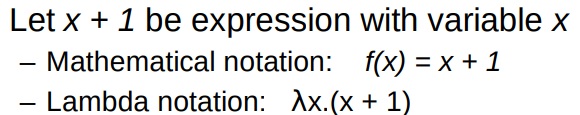 Let x + 1 be expression with variable x
– Mathematical notation: f(x) = x + 1
– Lambda notation: λx.(x + 1)